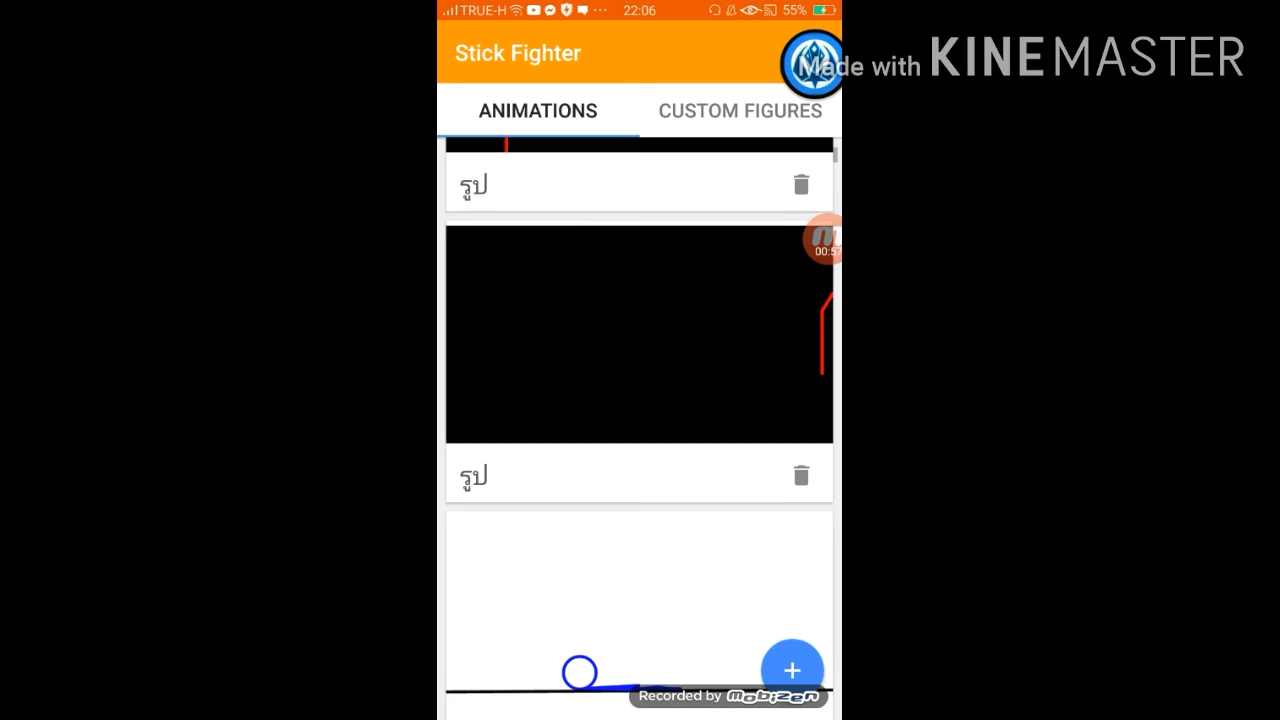 TRUE-H ... 22:06 55%
Stick Fighter
Made with KINEMASTER
ANIMATIONS CUSTOM FIGURES
รูป
00:57
รูป
+
Recorded by mobizen